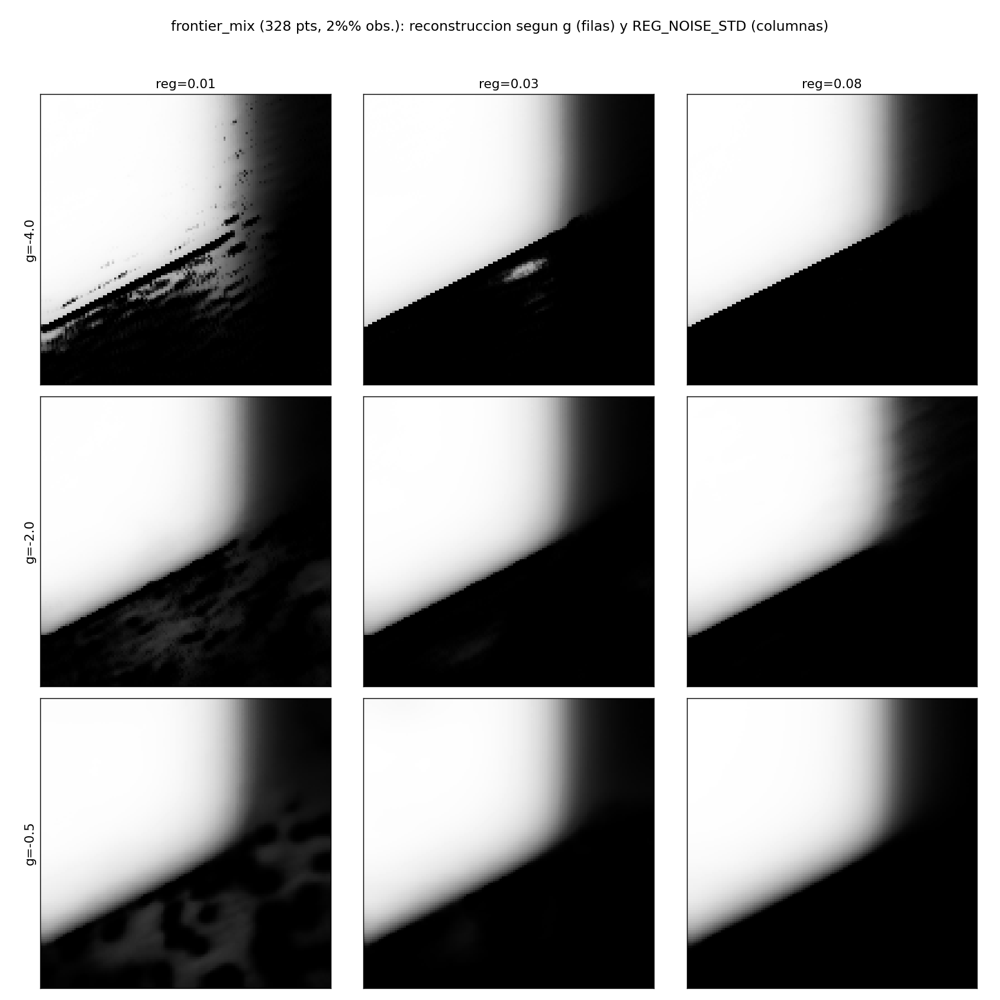 frontier_mix (328 pts, 2%% obs.): reconstruccion segun g (filas) y REG_NOISE_STD (columnas)
reg=0.01
reg=0.03
reg=0.08
g=-4.0
g=-2.0
g=-0.5